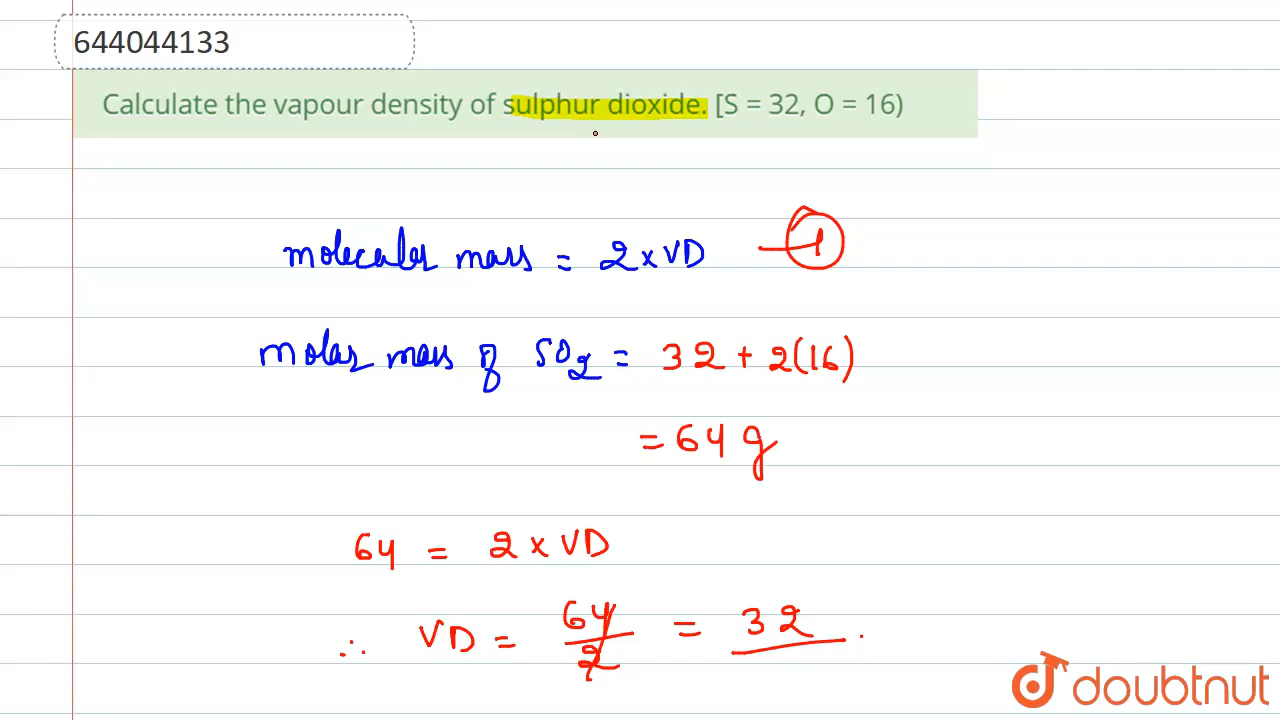 644044133
Calculate the vapour density of sulphur dioxide. [S = 32, O = 16)
molecular mass = 2 x VD — 1
molar mass of SO2 = 32 + 2(16)
= 64 g
64 = 2 x VD
∴ VD = 64/2 = 32
doubtnut